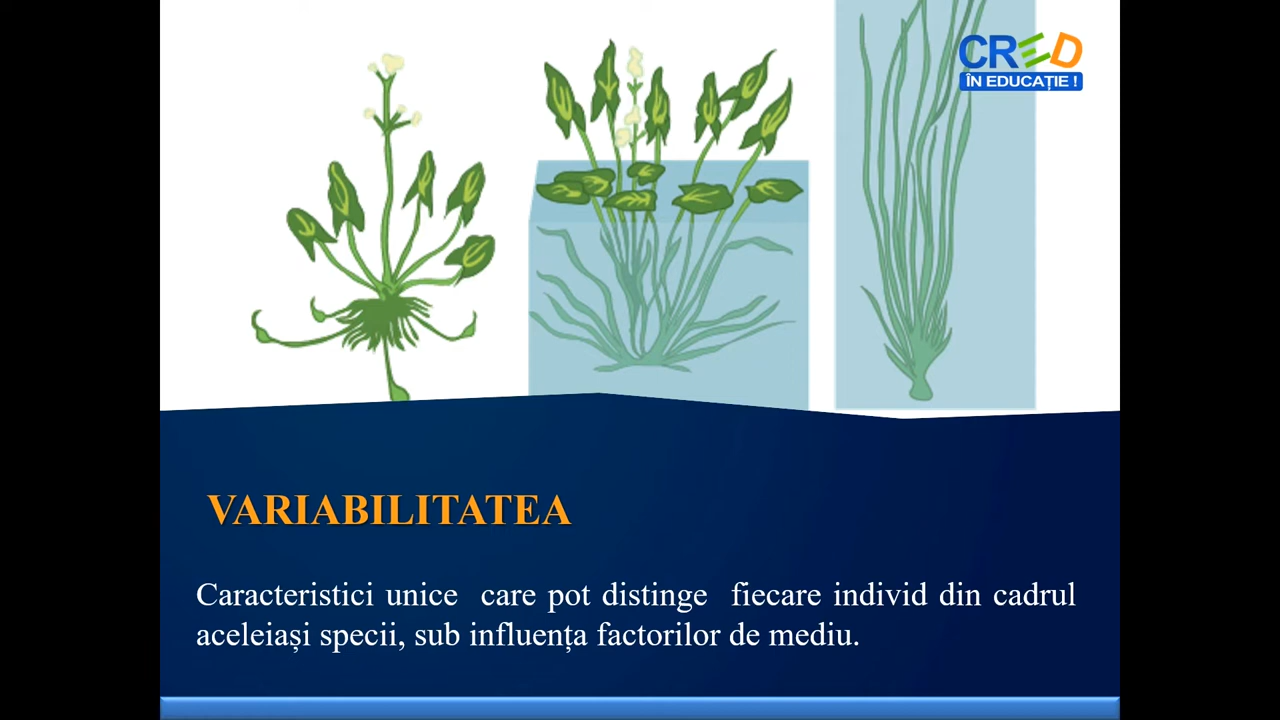 CRED
ÎN EDUCAȚIE !
VARIABILITATEA
Caracteristici unice care pot distinge fiecare individ din cadrul
aceleiași specii, sub influența factorilor de mediu.